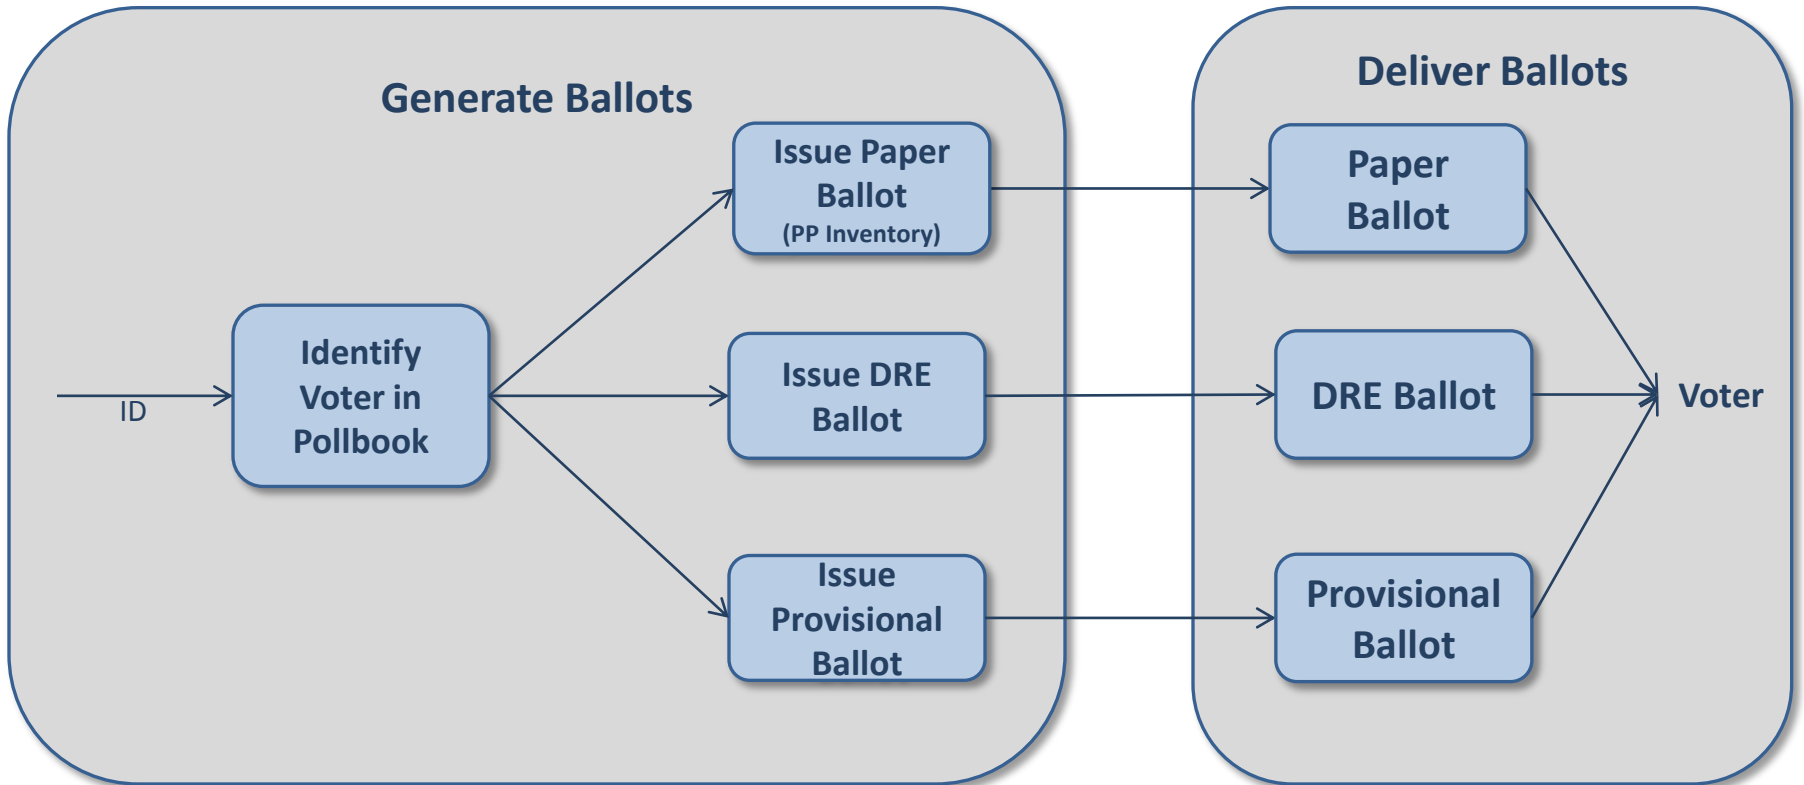 Generate Ballots
ID
Identify
Voter in
Pollbook
Issue Paper
Ballot
(PP Inventory)
Issue DRE
Ballot
Issue
Provisional
Ballot
Deliver Ballots
Paper
Ballot
DRE Ballot
Provisional
Ballot
Voter